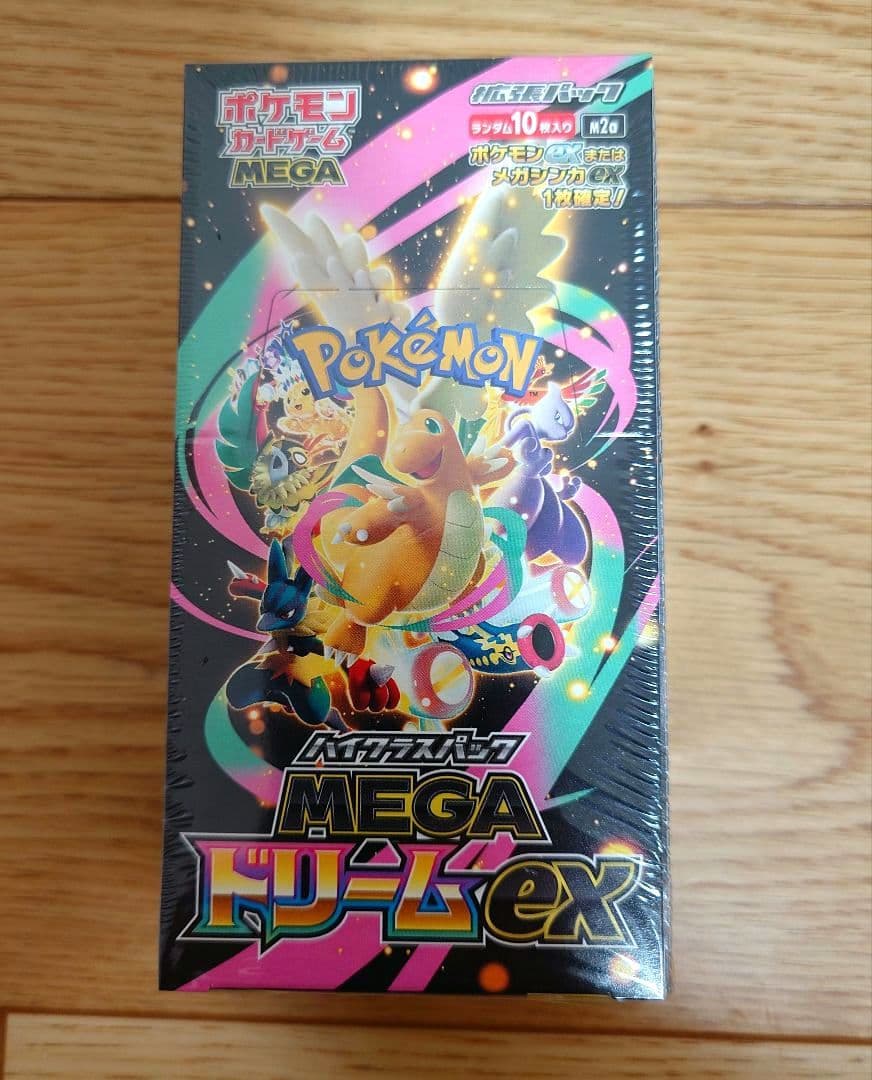 ポケモン
カードゲーム
MEGA
拡張パック
ランダム10枚入り
M2a
ポケモンexまたは
メガシンカex
1枚確定!
POKéMON
TM
ハイクラスパック
MEGA
ドリームex